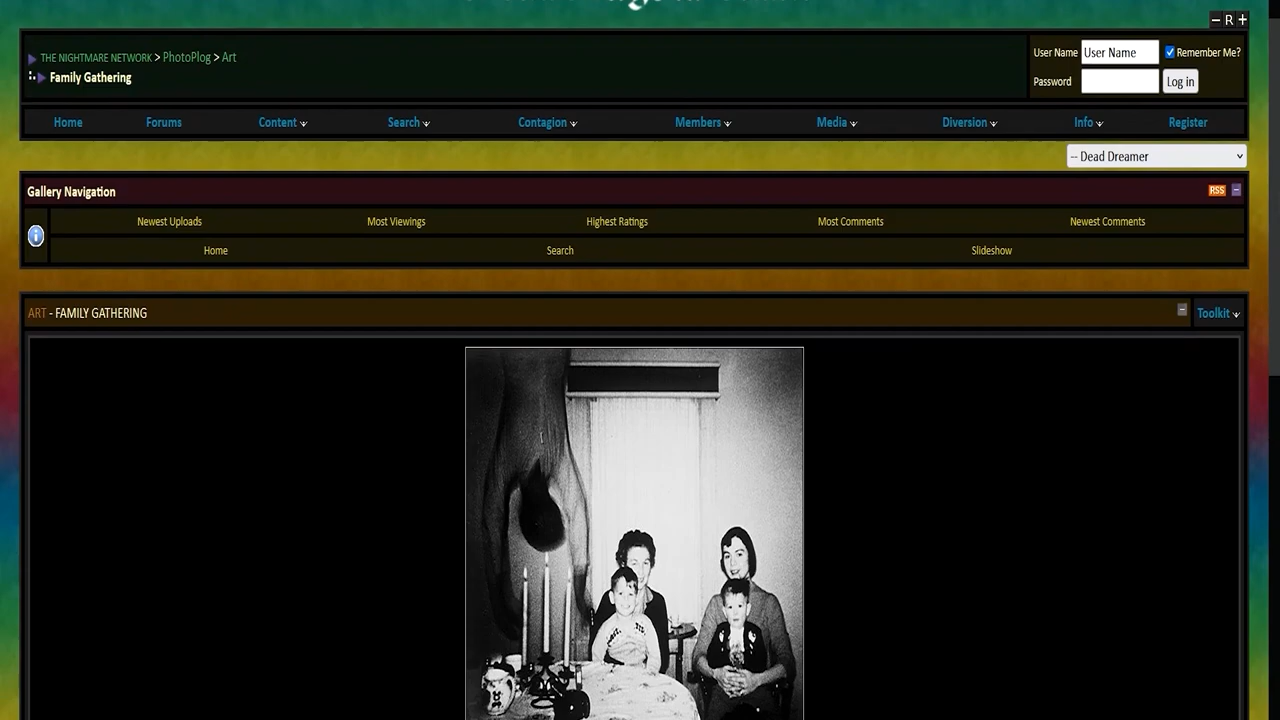 − R +
THE NIGHTMARE NETWORK > PhotoPlog > Art
Family Gathering
User Name User Name Remember Me?
Password Log in
Home Forums Content Search Contagion Members Media Diversion Info Register
-- Dead Dreamer
Gallery Navigation RSS
Newest Uploads Most Viewings Highest Ratings Most Comments Newest Comments
Home Search Slideshow
ART - FAMILY GATHERING Toolkit